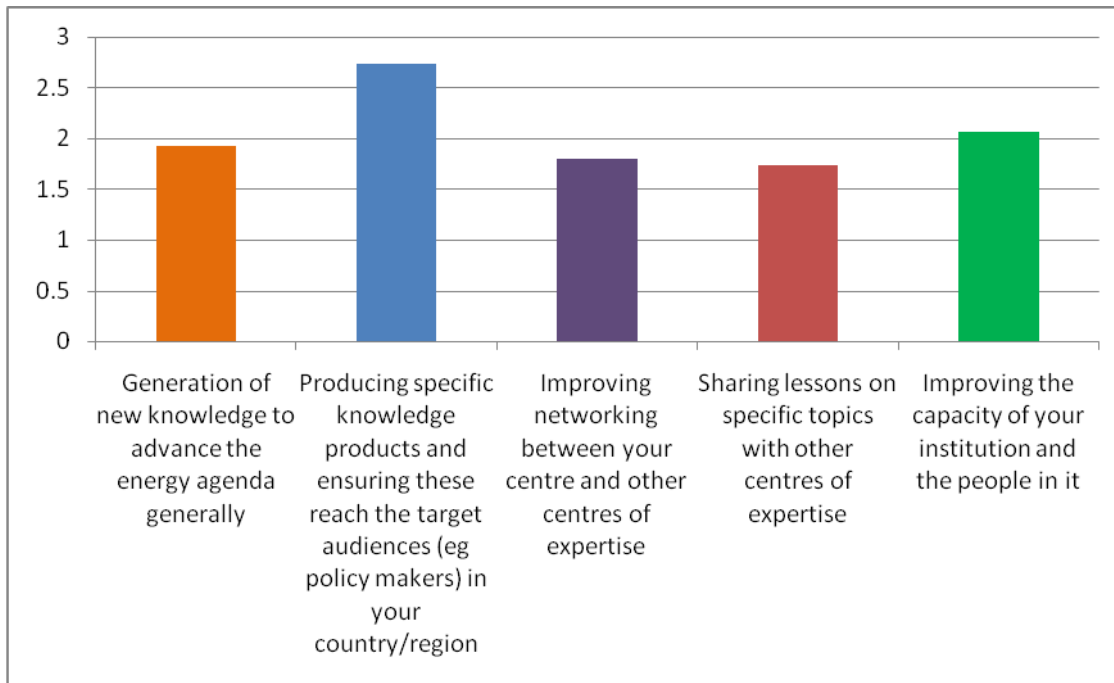 3
2.5
2
1.5
1
0.5
0
Generation of
new knowledge to
advance the
energy agenda
generally
Producing specific
knowledge
products and
ensuring these
reach the target
audiences (eg
policy makers) in
your
country/region
Improving
networking
between your
centre and other
centres of
expertise
Sharing lessons on
specific topics
with other
centres of
expertise
Improving the
capacity of your
institution and
the people in it